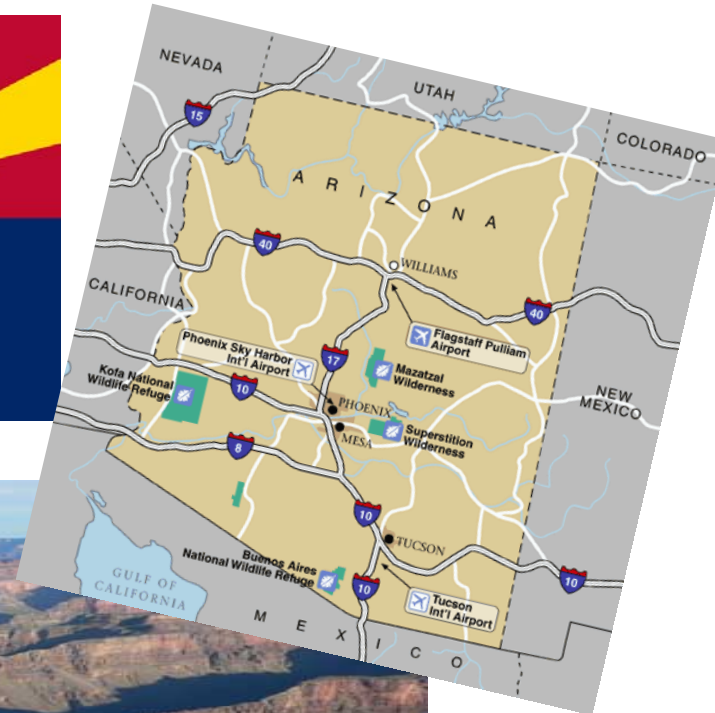 NEVADA
UTAH
COLORADO
15
A R I Z O N A
40
WILLIAMS
CALIFORNIA
40
Flagstaff Pulliam
Airport
Phoenix Sky Harbor
Int'l Airport
17
Mazatzal
Wilderness
Kofa National
Wildlife Refuge
10
NEW
MEXICO
PHOENIX
MESA
Superstition
Wilderness
8
10
TUCSON
Buenos Aires
National Wildlife Refuge
10
10
GULF OF
CALIFORNIA
Tucson
Int'l Airport
M E X I C O